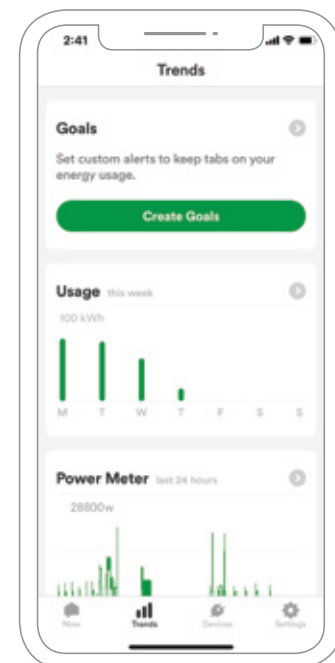 2:41
Trends
Goals
Set custom alerts to keep tabs on your
energy usage.
Create Goals
Usage this week
100 kWh
M T W T F S S
Power Meter last 24 hours
28800w
Now Trends Devices Settings